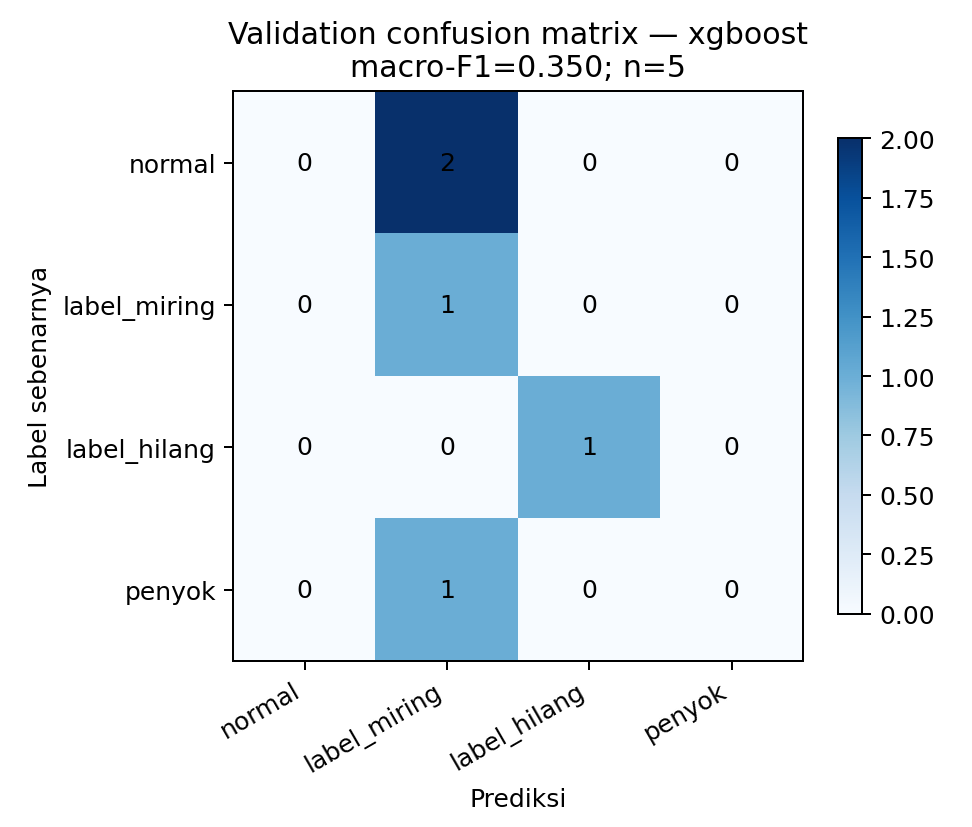 Validation confusion matrix — xgboost
macro-F1=0.350; n=5
Label sebenarnya
normal 0 2 0 0
label_miring 0 1 0 0
label_hilang 0 0 1 0
penyok 0 1 0 0
normal label_miring label_hilang penyok
Prediksi
2.00
1.75
1.50
1.25
1.00
0.75
0.50
0.25
0.00